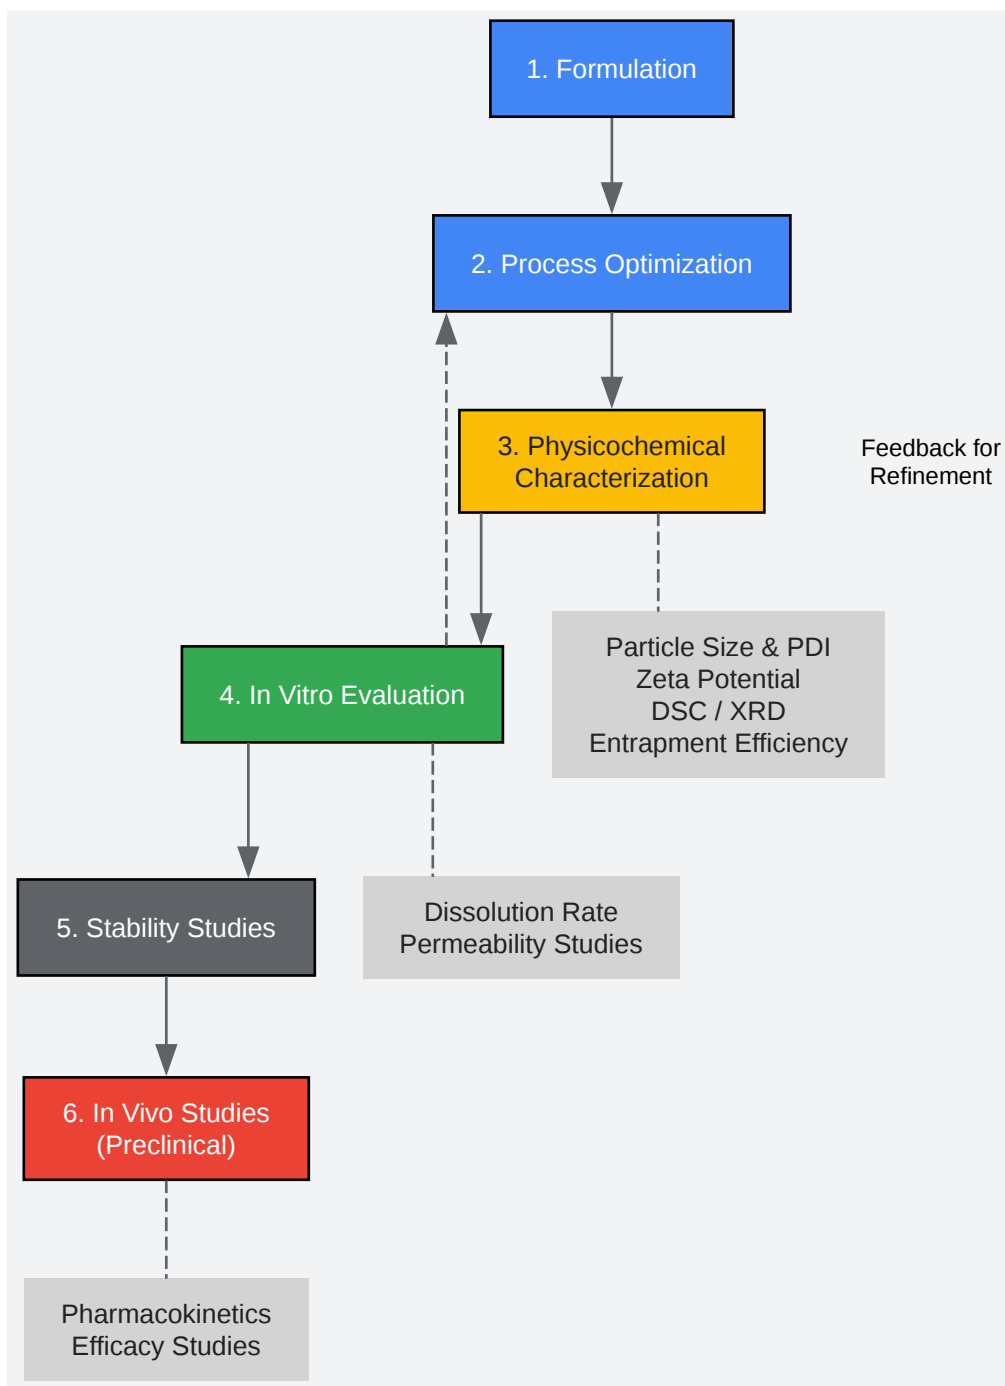 1. Formulation
2. Process Optimization
3. Physicochemical
Characterization
Feedback for
Refinement
Particle Size & PDI
Zeta Potential
DSC / XRD
Entrapment Efficiency
4. In Vitro Evaluation
Dissolution Rate
Permeability Studies
5. Stability Studies
6. In Vivo Studies
(Preclinical)
Pharmacokinetics
Efficacy Studies